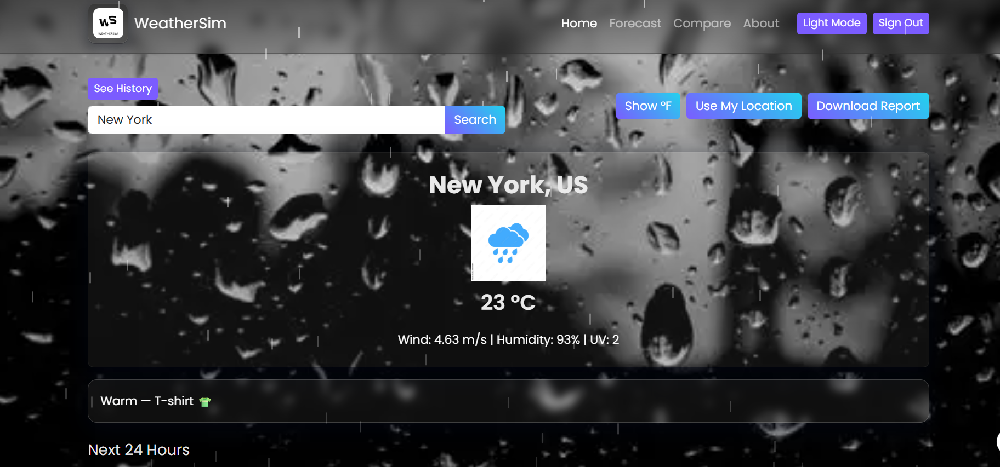 WS
WEATHERSIM
WeatherSim
Home Forecast Compare About Light Mode Sign Out
See History
New York Search
Show °F Use My Location Download Report
New York, US
23 °C
Wind: 4.63 m/s | Humidity: 93% | UV: 2
Warm — T-shirt 👕
Next 24 Hours